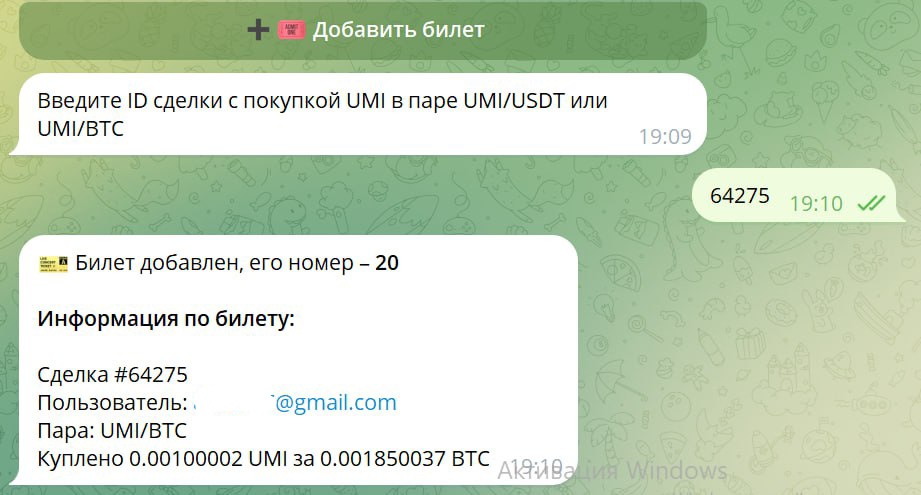 ➕ 🎟 Добавить билет
Введите ID сделки с покупкой UMI в паре UMI/USDT или
UMI/BTC
19:09
64275
19:10
🎫 Билет добавлен, его номер – 20
Информация по билету:
Сделка #64275
Пользователь: @gmail.com
Пара: UMI/BTC
Куплено 0.00100002 UMI за 0.001850037 BTC
19:10
Активация Windows